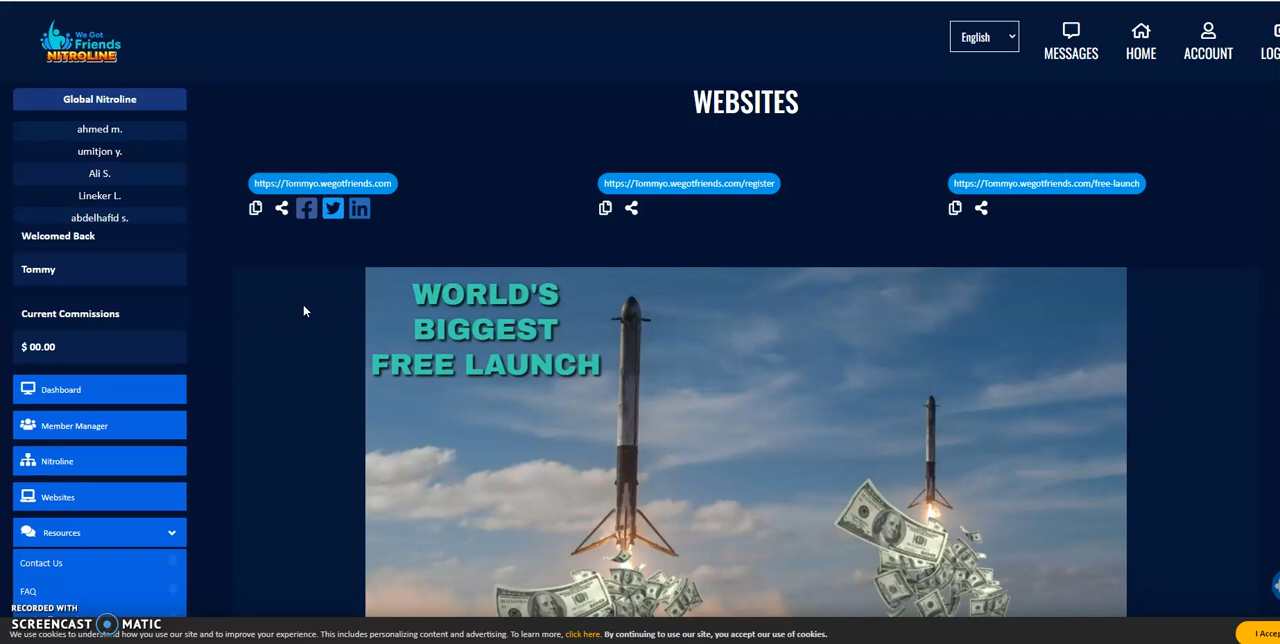 We Got
Friends
NITROLINE
English
MESSAGES
HOME
ACCOUNT
LOG
Global Nitroline
ahmed m.
umitjon y.
Ali S.
Lineker L.
abdelhafid s.
Welcomed Back
Tommy
Current Commissions
$ 00.00
Dashboard
Member Manager
Nitroline
Websites
Resources
Contact Us
FAQ
WEBSITES
https://Tommyo.wegotfriends.com
https://Tommyo.wegotfriends.com/register
https://Tommyo.wegotfriends.com/free-launch
WORLD'S
BIGGEST
FREE LAUNCH
RECORDED WITH
SCREENCAST MATIC
We use cookies to understand how you use our site and to improve your experience. This includes personalizing content and advertising. To learn more, click here. By continuing to use our site, you accept our use of cookies.
I Accep